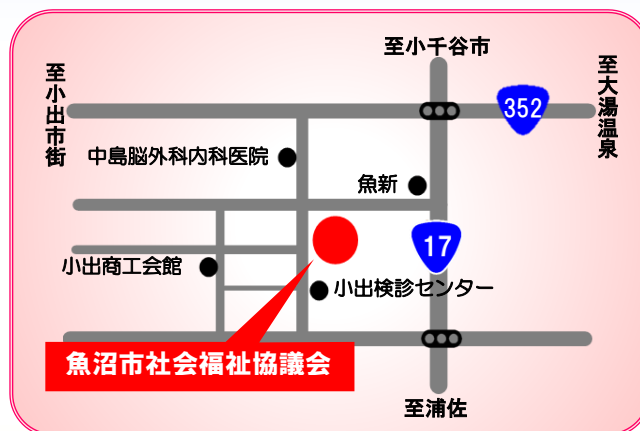 至小千谷市
至小出市街
至大湯温泉
352
中島脳外科内科医院
魚新
17
小出商工会館
小出検診センター
魚沼市社会福祉協議会
至浦佐